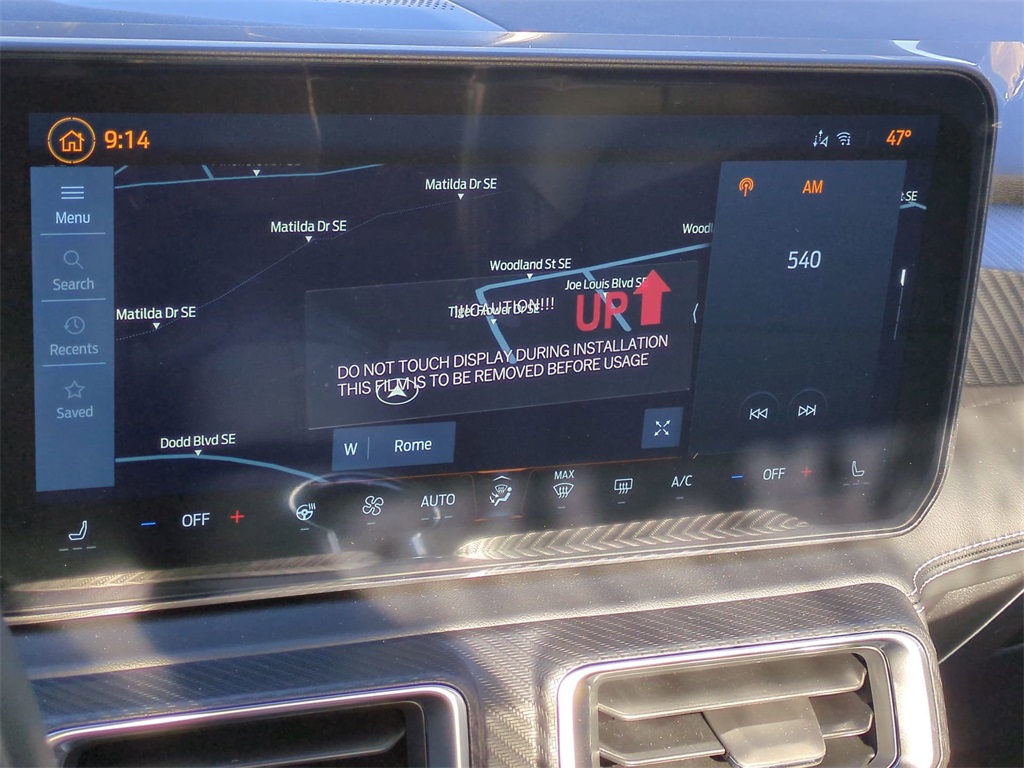 9:14
47°
Menu
Search
Recents
Saved
Matilda Dr SE
Matilda Dr SE
Matilda Dr SE
Woodland St SE
Joe Louis Blvd SE
Dodd Blvd SE
CAUTION!!!
UP
DO NOT TOUCH DISPLAY DURING INSTALLATION
THIS FILM IS TO BE REMOVED BEFORE USAGE
W
Rome
AM
540
OFF
AUTO
MAX
A/C
OFF